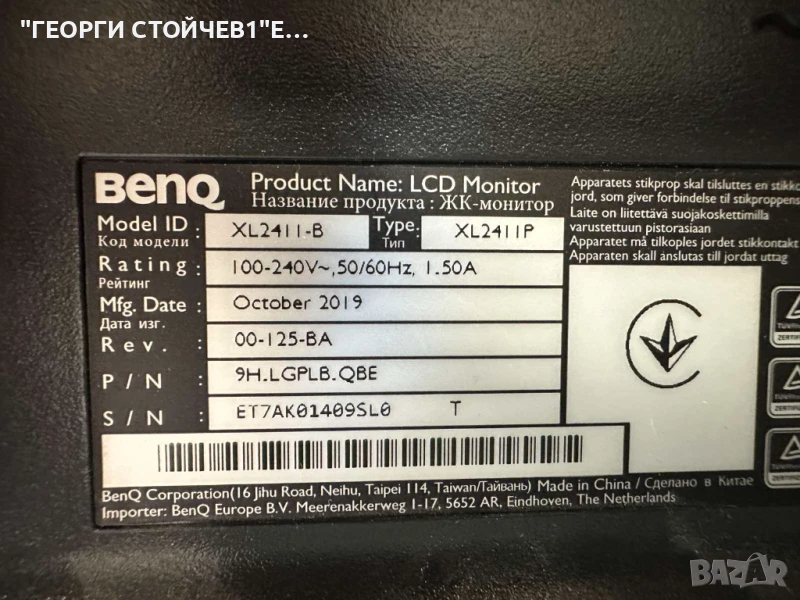 "ГЕОРГИ СТОЙЧЕВ1"Е...
BenQ
Product Name: LCD Monitor
Название продукта : ЖК-монитор
Model ID : XL2411-B Type: XL2411P
Код модели Тип
Rating : 100-240V~,50/60Hz, 1.50A
Рейтинг
Mfg. Date : October 2019
Дата изг.
Rev. : 00-125-BA
P / N : 9H.LGPLB.QBE
S / N : ET7AK01409SL0 T
BenQ Corporation(16 Jihu Road, Neihu, Taipei 114, Taiwan/Тайвань) Made in China / Сделано в Китае
Importer: BenQ Europe B.V. Meerenakkerweg 1-17, 5652 AR, Eindhoven, The Netherlands
Apparatets stikprop skal tilsluttes en stikko
jord, som giver forbindelse til stikproppens
Laite on liitettävä suojakoskettimilla
varustettuun pistorasiaan
Apparatet må tilkoples jordet stikkontakt
Apparaten skall anslutas till jordat uttag
BAZAR